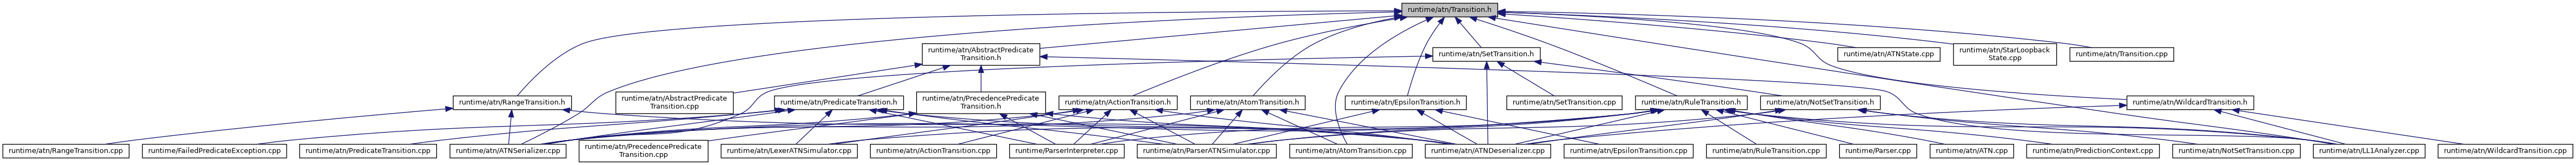 runtime/atn/Transition.h
runtime/atn/AbstractPredicate
Transition.h
runtime/atn/SetTransition.h
runtime/atn/ATNState.cpp
runtime/atn/StarLoopback
State.cpp
runtime/atn/Transition.cpp
runtime/atn/RangeTransition.h
runtime/atn/AbstractPredicate
Transition.cpp
runtime/atn/PredicateTransition.h
runtime/atn/PrecedencePredicate
Transition.h
runtime/atn/ActionTransition.h
runtime/atn/AtomTransition.h
runtime/atn/EpsilonTransition.h
runtime/atn/SetTransition.cpp
runtime/atn/RuleTransition.h
runtime/atn/NotSetTransition.h
runtime/atn/WildcardTransition.h
runtime/atn/RangeTransition.cpp
runtime/FailedPredicateException.cpp
runtime/atn/PredicateTransition.cpp
runtime/atn/ATNSerializer.cpp
runtime/atn/PrecedencePredicate
Transition.cpp
runtime/atn/LexerATNSimulator.cpp
runtime/atn/ActionTransition.cpp
runtime/ParserInterpreter.cpp
runtime/atn/ParserATNSimulator.cpp
runtime/atn/AtomTransition.cpp
runtime/atn/ATNDeserializer.cpp
runtime/atn/EpsilonTransition.cpp
runtime/atn/RuleTransition.cpp
runtime/Parser.cpp
runtime/atn/ATN.cpp
runtime/atn/PredictionContext.cpp
runtime/atn/NotSetTransition.cpp
runtime/atn/LL1Analyzer.cpp
runtime/atn/WildcardTransition.cpp